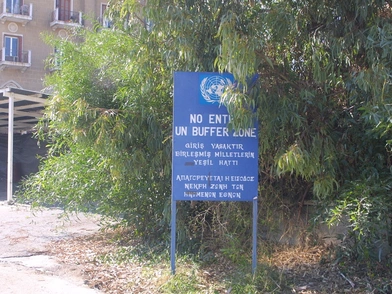 NO ENT
UN BUFFER ZONE
GİRİŞ YASAKTIR
BİRLEŞMİŞ MİLLETLERİN
YEŞİL HATTI
ΑΠΑΓΟΡΕΥΕΤΑΙ Η ΕΙΣΟΔΟΣ
ΝΕΚΡΗ ΖΩΝΗ ΤΩΝ
ΗΝΩΜΕΝΩΝ ΕΘΝΩΝ